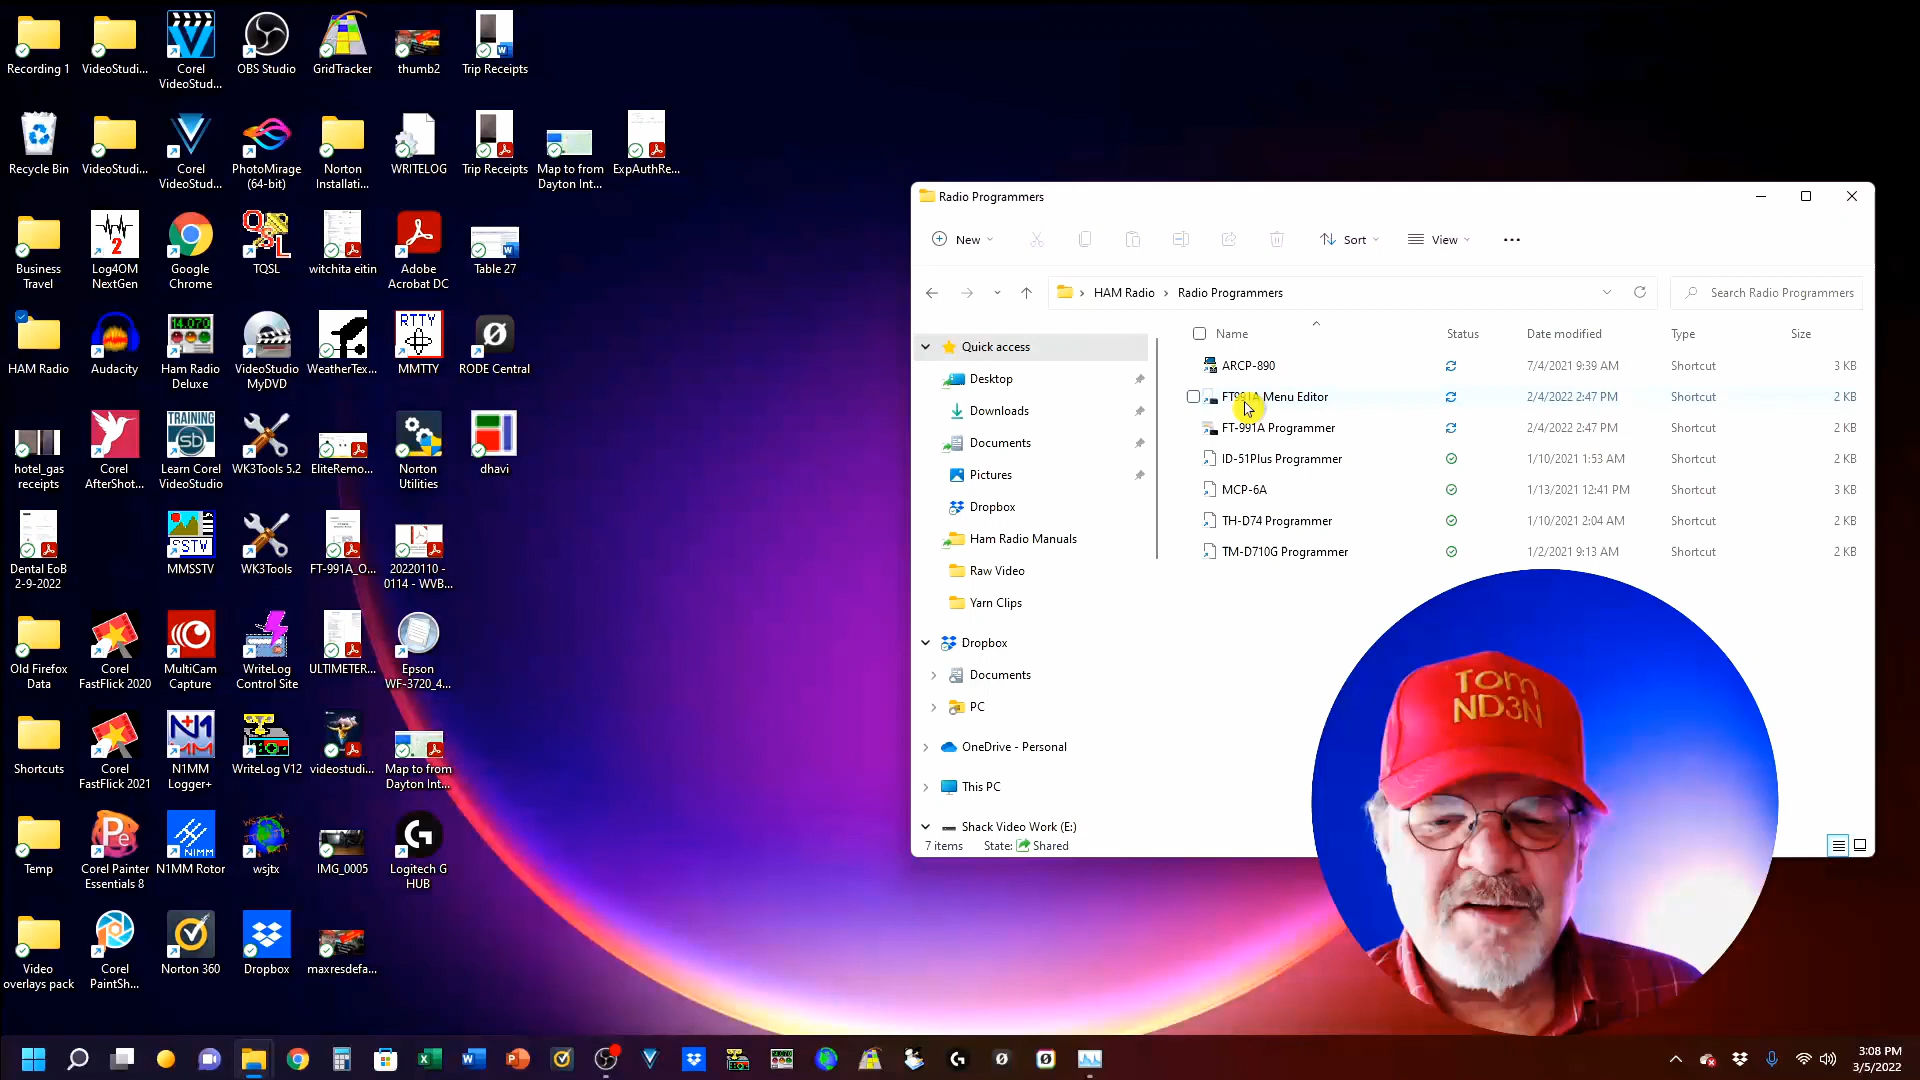 Recording 1
VideoStudi...
Corel
VideoStud...
OBS Studio
GridTracker
thumb2
Trip Receipts
Recycle Bin
VideoStudi...
Corel
VideoStud...
PhotoMirage
(64-bit)
Norton
Installati...
WRITELOG
Trip Receipts
Map to from
Dayton Int...
ExpAuthRe...
Business
Travel
2
Log4OM
NextGen
Google
Chrome
QSL
TQSL
witchita eitin
Adobe
Acrobat DC
Table 27
HAM Radio
Audacity
14.070
Ham Radio
Deluxe
VideoStudio
MyDVD
WeatherTex...
RTTY
MMTTY
RODE Central
hotel_gas
receipts
Corel
AfterShot...
TRAINING
sb
Learn Corel
VideoStudio
WK3Tools 5.2
EliteRemo...
Norton
Utilities
dhavi
Dental EoB
2-9-2022
SSTV
MMSSTV
WK3Tools
FT-991A_O...
20220110 -
0114 - WVB...
Old Firefox
Data
Corel
FastFlick 2020
MultiCam
Capture
WriteLog
Control Site
ULTIMETER...
Epson
WF-3720_4...
Shortcuts
Corel
FastFlick 2021
N+1
MM
N1MM
Logger+
WriteLog V12
videostudi...
Map to from
Dayton Int...
Temp
Pe
Corel Painter
Essentials 8
N1MM
N1MM Rotor
wsjtx
IMG_0005
Logitech G
HUB
Video
overlays pack
Corel
PaintSh...
Norton 360
Dropbox
maxresdefa...
Radio Programmers
New
Sort
View
HAM Radio
Radio Programmers
Search Radio Programmers
Quick access
Desktop
Downloads
Documents
Pictures
Dropbox
Ham Radio Manuals
Raw Video
Yarn Clips
Dropbox
Documents
PC
OneDrive - Personal
This PC
Shack Video Work (E:)
7 items State: Shared
Name Status Date modified Type Size
ARCP-890 7/4/2021 9:39 AM Shortcut 3 KB
FT991A Menu Editor 2/4/2022 2:47 PM Shortcut 2 KB
FT-991A Programmer 2/4/2022 2:47 PM Shortcut 2 KB
ID-51Plus Programmer 1/10/2021 1:53 AM Shortcut 2 KB
MCP-6A 1/13/2021 12:41 PM Shortcut 3 KB
TH-D74 Programmer 1/10/2021 2:04 AM Shortcut 2 KB
TM-D710G Programmer 1/2/2021 9:13 AM Shortcut 2 KB
Tom
ND3N
3:08 PM
3/5/2022